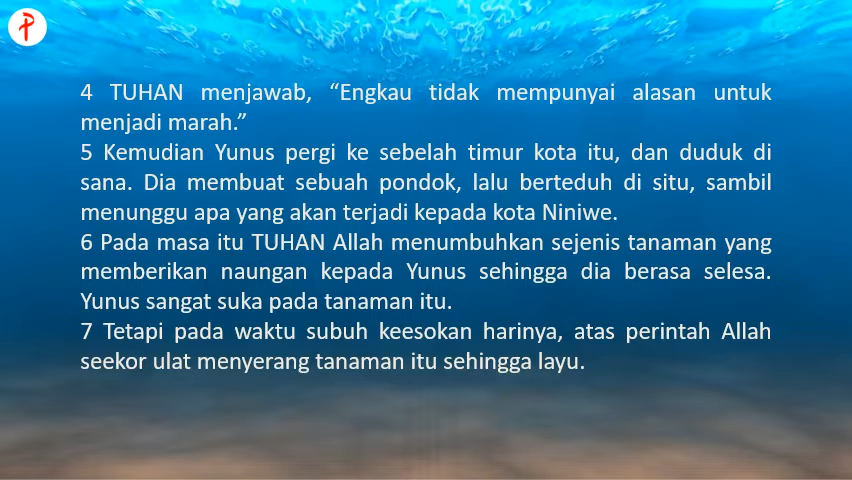 4 TUHAN menjawab, “Engkau tidak mempunyai alasan untuk
menjadi marah.”
5 Kemudian Yunus pergi ke sebelah timur kota itu, dan duduk di
sana. Dia membuat sebuah pondok, lalu berteduh di situ, sambil
menunggu apa yang akan terjadi kepada kota Niniwe.
6 Pada masa itu TUHAN Allah menumbuhkan sejenis tanaman yang
memberikan naungan kepada Yunus sehingga dia berasa selesa.
Yunus sangat suka pada tanaman itu.
7 Tetapi pada waktu subuh keesokan harinya, atas perintah Allah
seekor ulat menyerang tanaman itu sehingga layu.